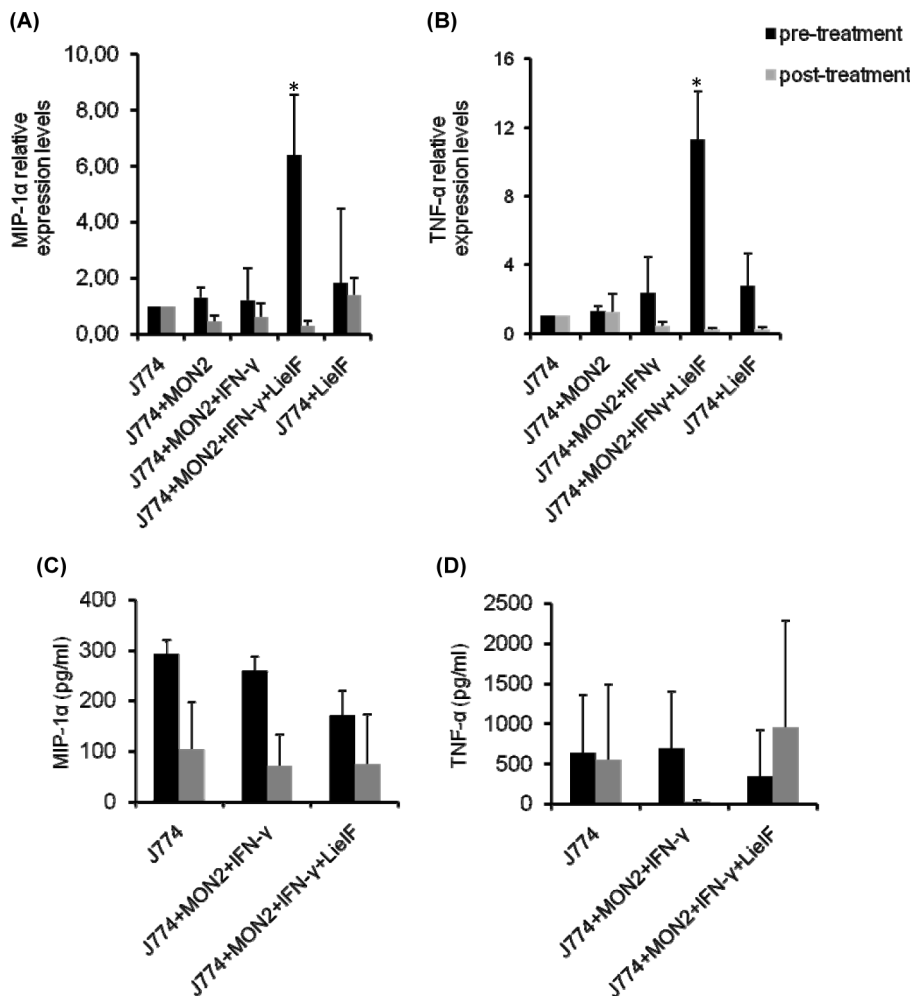 (A)
MIP-1α relative
expression levels
10,00
8,00
6,00
4,00
2,00
0,00
*
J774
J774+MON2
J774+MON2+IFN-γ
J774+MON2+IFN-γ+LieIF
J774+LieIF
(B)
TNF-α relative
expression levels
16
12
8
4
0
*
J774
J774+MON2
J774+MON2+IFNγ
J774+MON2+IFNγ+LieIF
J774+LieIF
pre-treatment
post-treatment
(C)
MIP-1α (pg/ml)
400
300
200
100
0
J774
J774+MON2+IFN-γ
J774+MON2+IFN-γ+LieIF
(D)
TNF-α (pg/ml)
2500
2000
1500
1000
500
0
J774
J774+MON2+IFN-γ
J774+MON2+IFN-γ+LieIF